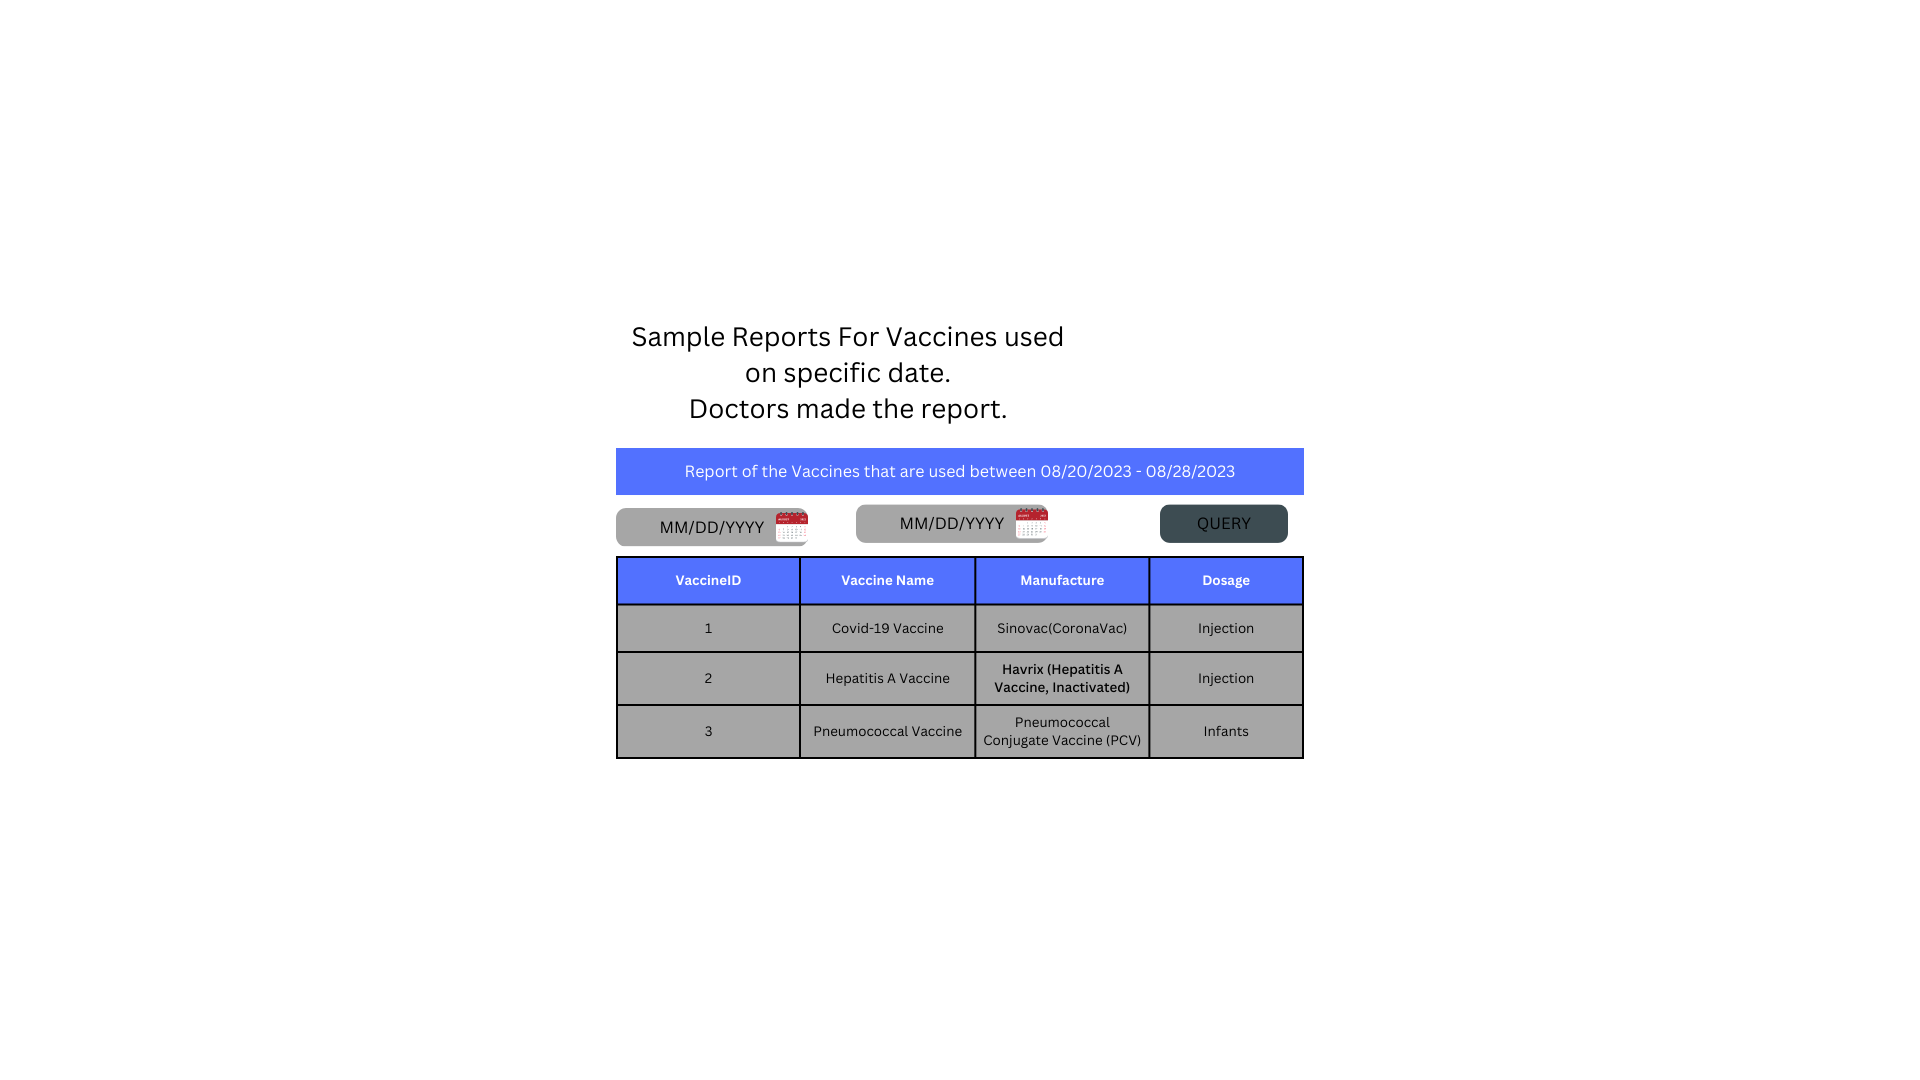 Sample Reports For Vaccines used
on specific date.
Doctors made the report.
Report of the Vaccines that are used between 08/20/2023 - 08/28/2023
MM/DD/YYYY
MM/DD/YYYY
QUERY
VaccineID
Vaccine Name
Manufacture
Dosage
1
Covid-19 Vaccine
Sinovac(CoronaVac)
Injection
2
Hepatitis A Vaccine
Havrix (Hepatitis A
Vaccine, Inactivated)
Injection
3
Pneumococcal Vaccine
Pneumococcal
Conjugate Vaccine (PCV)
Infants